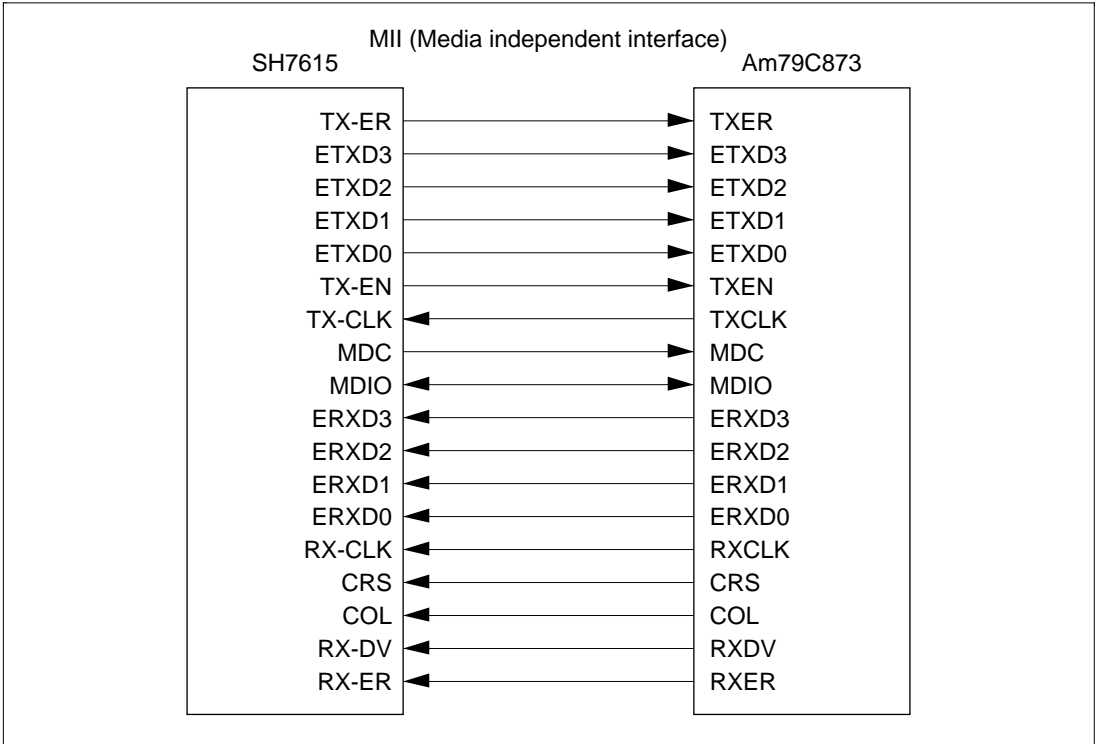 MII (Media independent interface)
SH7615 Am79C873
TX-ER TXER
ETXD3 ETXD3
ETXD2 ETXD2
ETXD1 ETXD1
ETXD0 ETXD0
TX-EN TXEN
TX-CLK TXCLK
MDC MDC
MDIO MDIO
ERXD3 ERXD3
ERXD2 ERXD2
ERXD1 ERXD1
ERXD0 ERXD0
RX-CLK RXCLK
CRS CRS
COL COL
RX-DV RXDV
RX-ER RXER